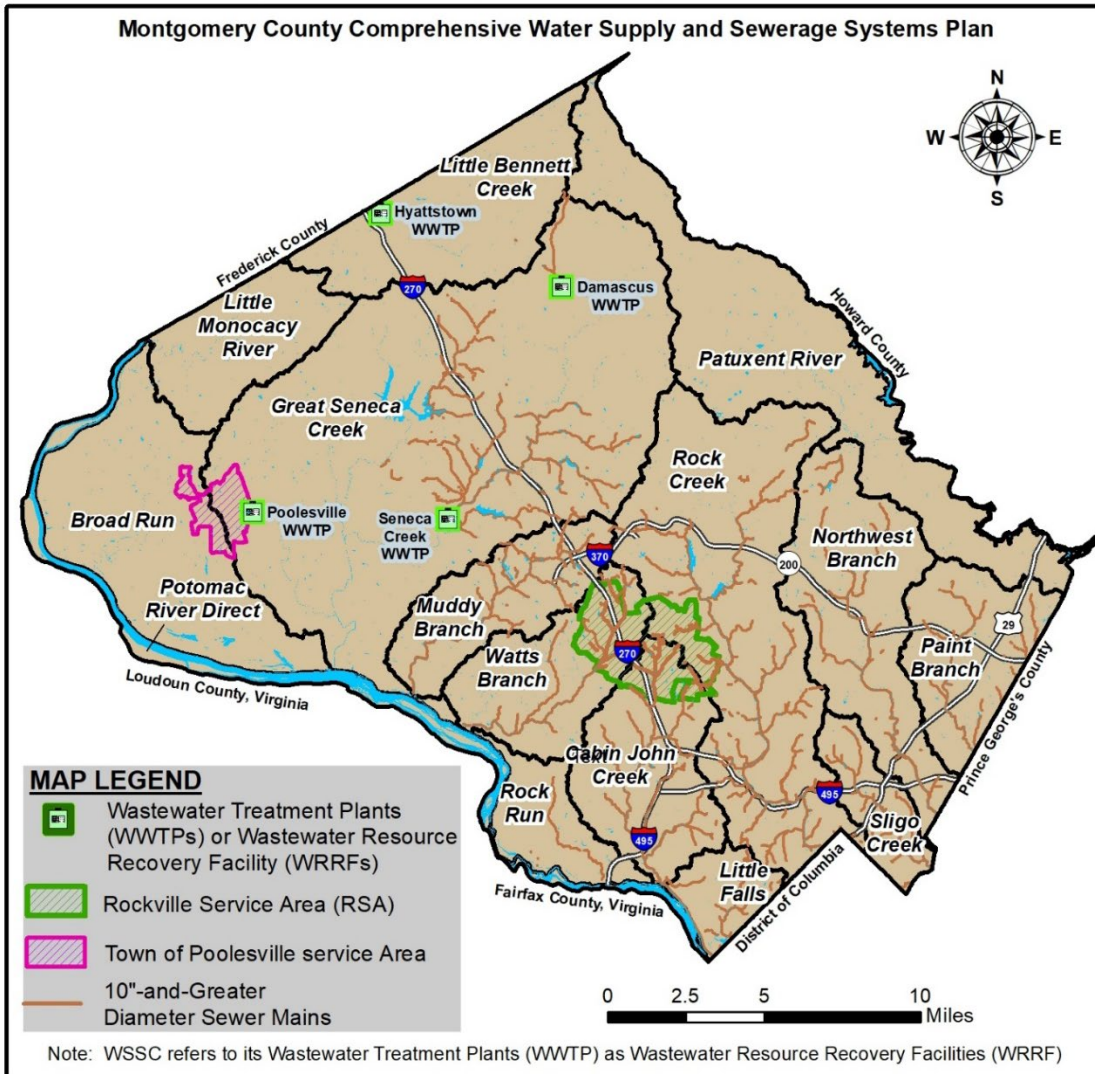 Montgomery County Comprehensive Water Supply and Sewerage Systems Plan
N
W
E
S
Little Bennett
Creek
Hyattstown
WWTP
Frederick County
270
Damascus
WWTP
Little
Monocacy
River
Howard County
Patuxent River
Great Seneca
Creek
Rock
Creek
Broad Run
Poolesville
WWTP
Seneca
Creek
WWTP
Northwest
Branch
370
200
Potomac
River Direct
Muddy
Branch
29
270
Paint
Branch
Watts
Branch
Loudoun County, Virginia
Prince George's County
Cabin John
Creek
Text
Rock
Run
495
495
Sligo
Creek
Little
Falls
Fairfax County, Virginia
District of Columbia
MAP LEGEND
Wastewater Treatment Plants
(WWTPs) or Wastewater Resource
Recovery Facility (WRRFs)
Rockville Service Area (RSA)
Town of Poolesville service Area
10"-and-Greater
Diameter Sewer Mains
0 2.5 5 10
Miles
Note: WSSC refers to its Wastewater Treatment Plants (WWTP) as Wastewater Resource Recovery Facilities (WRRF)